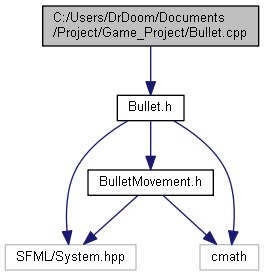 C:/Users/DrDoom/Documents
/Project/Game_Project/Bullet.cpp
Bullet.h
BulletMovement.h
SFML/System.hpp
cmath